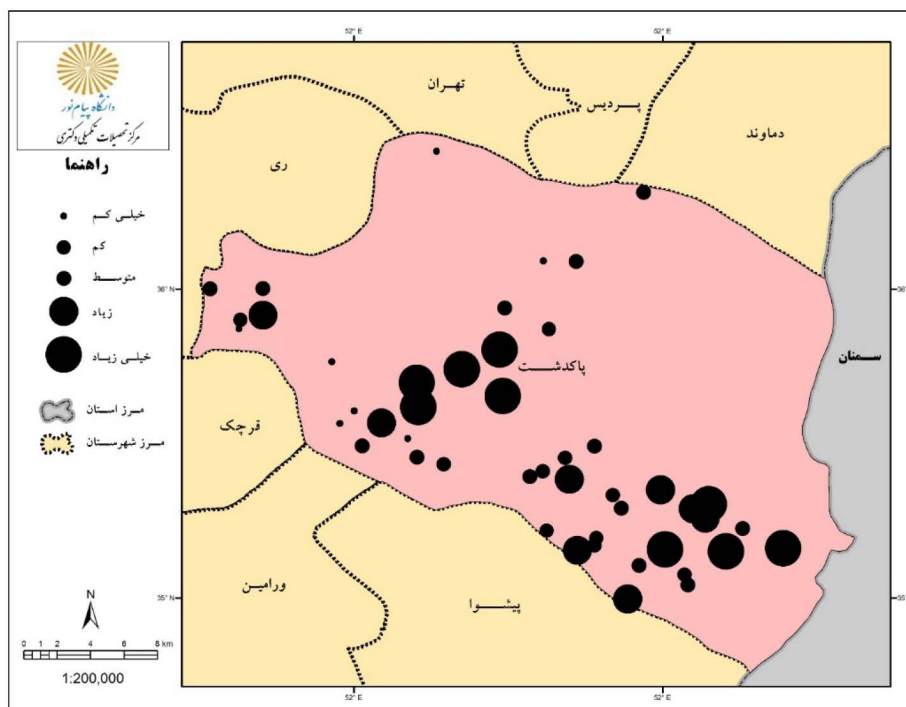 52° E
52° E
دانشگاه پیام نور
مرکز تحصیلات تکمیلی دکتری
راهنما
خیلی کم
کم
متوسط
زیاد
خیلی زیاد
مرز استان
مرز شهرستان
N
0 1 2 4 6 8 km
1:200,000
تهران
پردیس
دماوند
ری
36° N
36°
سمنان
پاکدشت
قرچک
ورامین
پیشوا
35° N
35°
52° E
52° E